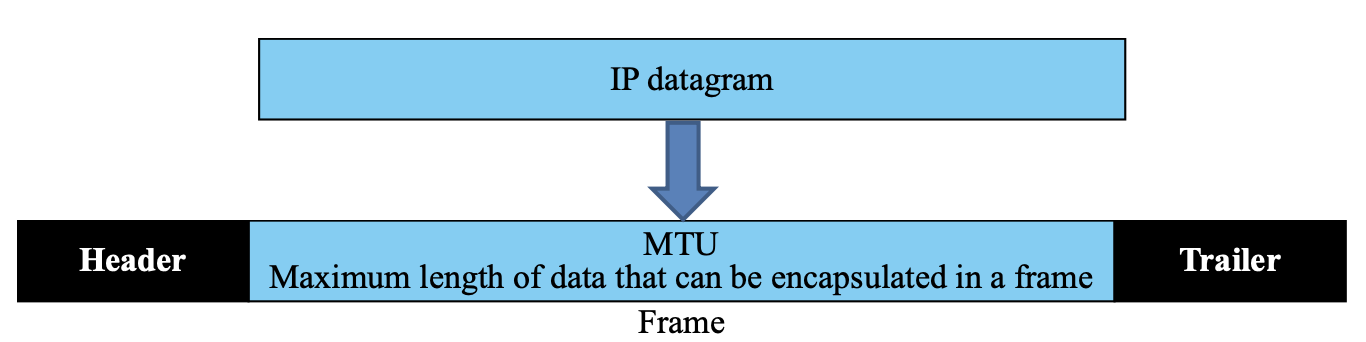 IP datagram
MTU
Header
Maximum length of data that can be encapsulated in a frame
Trailer
Frame